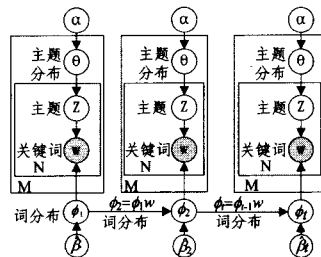 α α α
主题分布 θ 主题分布 θ 主题分布 θ
主题 Z 主题 Z 主题 Z
关键词 w 关键词 w 关键词 w
N N N
M M M
词分布 ϕ₁ ϕ₂=ϕ₁w 词分布 ϕ₂ ϕₜ=ϕₜ₋₁w 词分布 ϕₜ
β β₂ βₜ